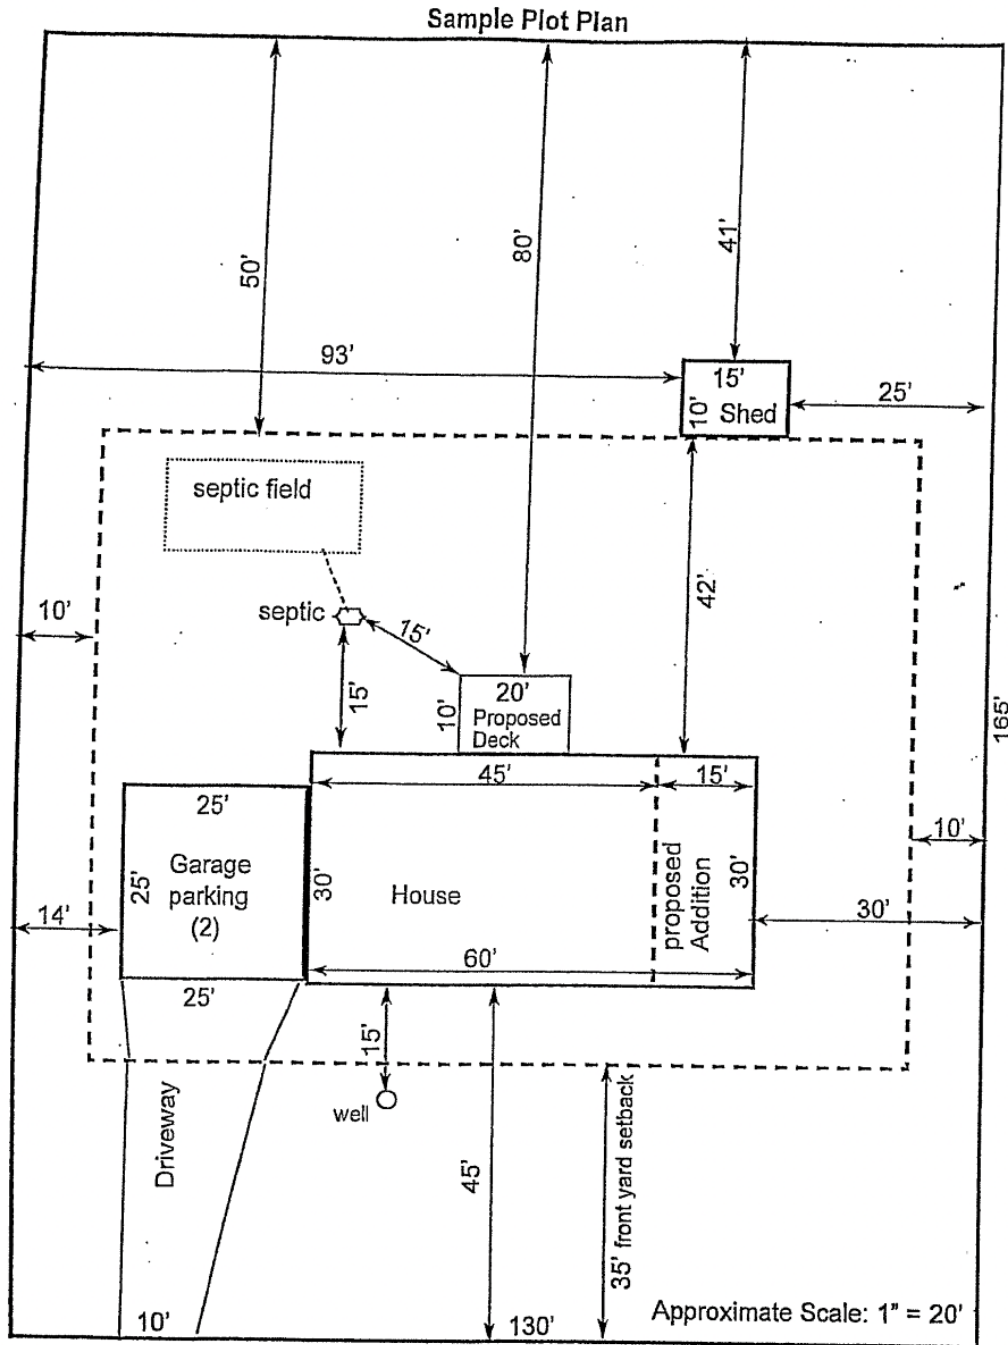 Sample Plot Plan
50'
80'
41'
93'
15'
10'
Shed
25'
septic field
septic
10'
15'
15'
42'
20'
10'
Proposed
Deck
165'
45'
15'
25'
25'
Garage
parking
(2)
30'
House
proposed
Addition
30'
10'
14'
30'
60'
25'
15'
well
Driveway
45'
35' front yard setback
10'
130'
Approximate Scale: 1" = 20'